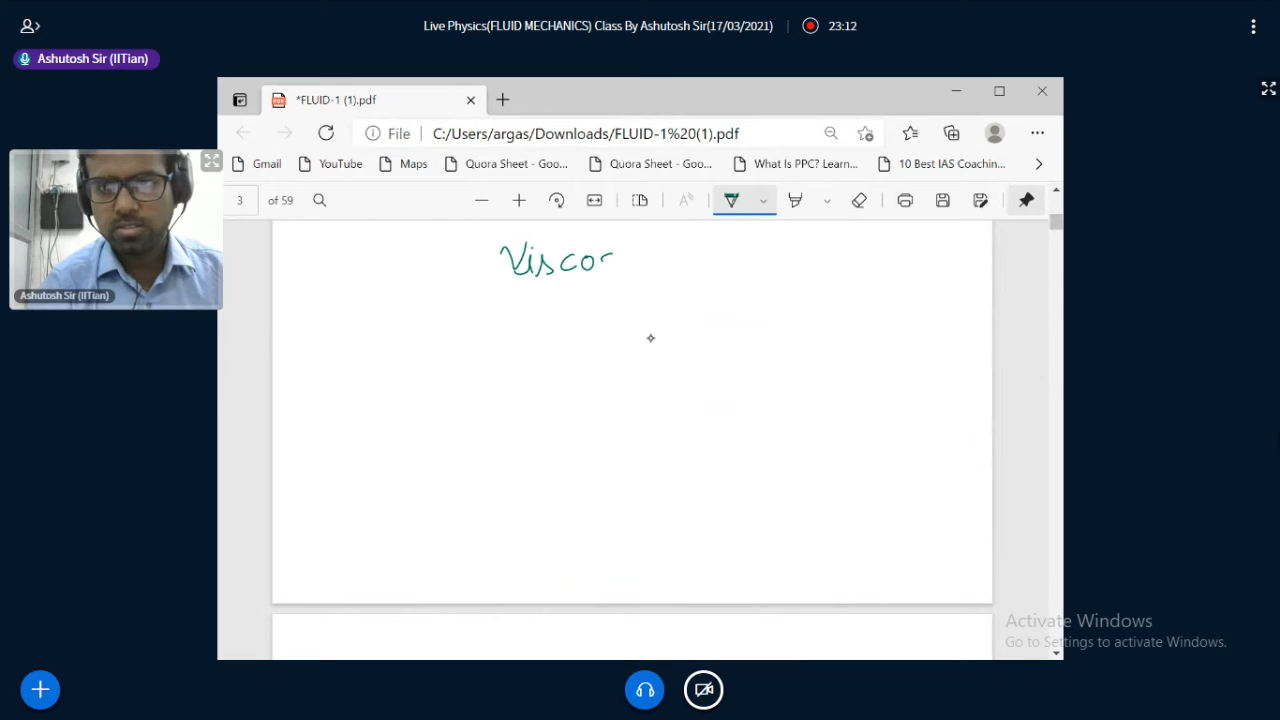 Live Physics(FLUID MECHANICS) Class By Ashutosh Sir(17/03/2021) 23:12
Ashutosh Sir (IITian)
*FLUID-1 (1).pdf
File C:/Users/argas/Downloads/FLUID-1%20(1).pdf
Gmail YouTube Maps Quora Sheet - Goo... Quora Sheet - Goo... What Is PPC? Learn... 10 Best IAS Coachin...
3 of 59
Ashutosh Sir (IITian)
Activate Windows
Go to Settings to activate Windows.